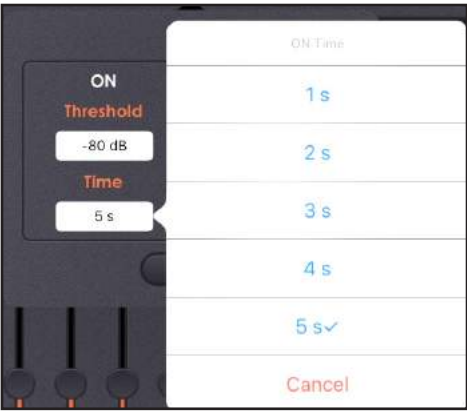 ON
Threshold
-80 dB
Time
5 s
ON Time
1 s
2 s
3 s
4 s
5 s✓
Cancel